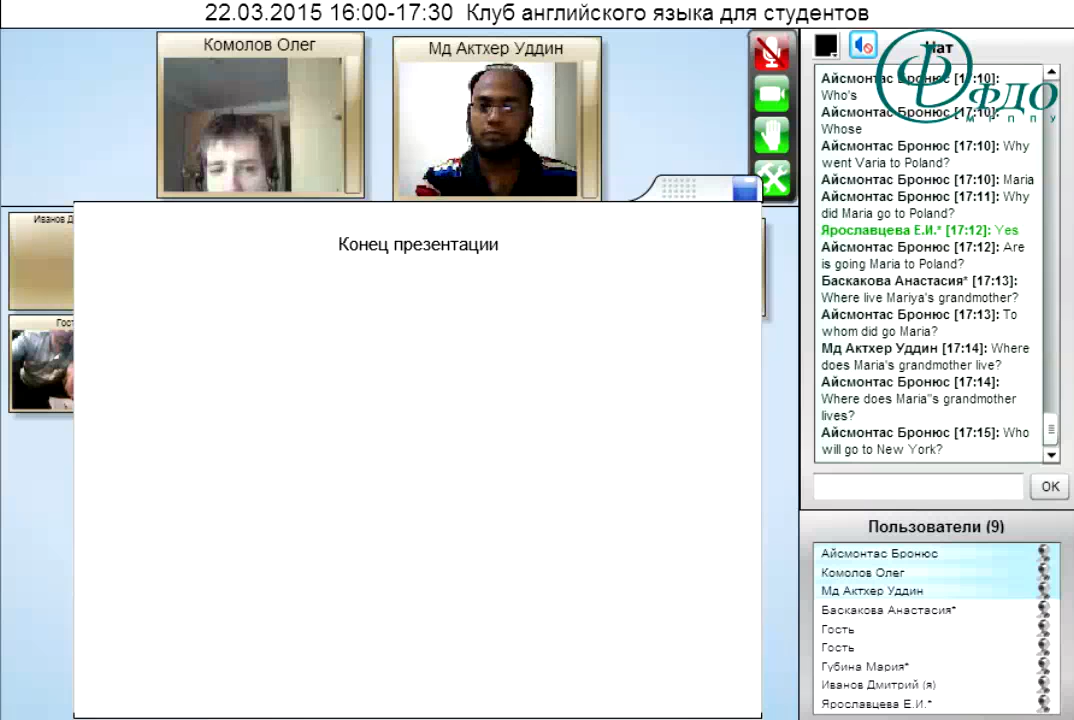 22.03.2015 16:00-17:30 Клуб английского языка для студентов
Комолов Олег
Мд Актхер Уддин
Иванов Д
Гост
Конец презентации
Чат
ФДО
МГППУ
Айсмонтас Бронюс [17:10]:
Who's
Айсмонтас Бронюс [17:10]:
Whose
Айсмонтас Бронюс [17:10]: Why
went Varia to Poland?
Айсмонтас Бронюс [17:10]: Maria
Айсмонтас Бронюс [17:11]: Why
did Maria go to Poland?
Ярославцева Е.И.* [17:12]: Yes
Айсмонтас Бронюс [17:12]: Are
is going Maria to Poland?
Баскакова Анастасия* [17:13]:
Where live Mariya's grandmother?
Айсмонтас Бронюс [17:13]: To
whom did go Maria?
Мд Актхер Уддин [17:14]: Where
does Maria's grandmother live?
Айсмонтас Бронюс [17:14]:
Where does Maria"s grandmother
lives?
Айсмонтас Бронюс [17:15]: Who
will go to New York?
OK
Пользователи (9)
Айсмонтас Бронюс
Комолов Олег
Мд Актхер Уддин
Баскакова Анастасия*
Гость
Гость
Губина Мария*
Иванов Дмитрий (я)
Ярославцева Е.И.*